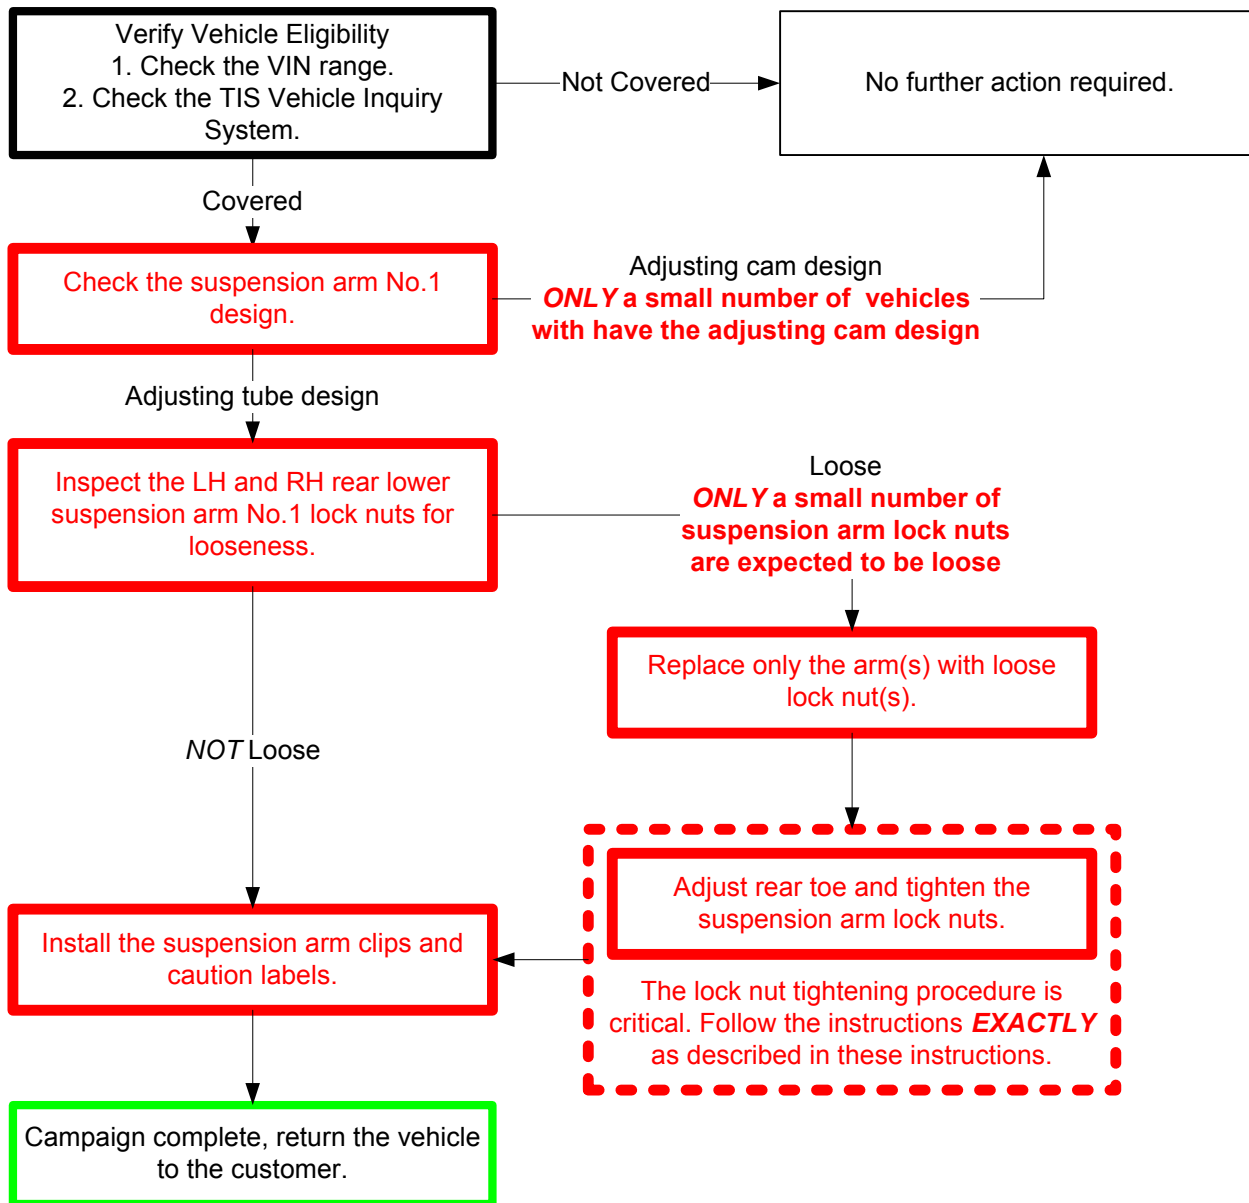 Verify Vehicle Eligibility
1. Check the VIN range.
2. Check the TIS Vehicle Inquiry
System.
Not Covered
No further action required.
Covered
Check the suspension arm No.1
design.
Adjusting cam design
ONLY a small number of vehicles
with have the adjusting cam design
Adjusting tube design
Inspect the LH and RH rear lower
suspension arm No.1 lock nuts for
looseness.
Loose
ONLY a small number of
suspension arm lock nuts
are expected to be loose
Replace only the arm(s) with loose
lock nut(s).
NOT Loose
Adjust rear toe and tighten the
suspension arm lock nuts.
The lock nut tightening procedure is
critical. Follow the instructions EXACTLY
as described in these instructions.
Install the suspension arm clips and
caution labels.
Campaign complete, return the vehicle
to the customer.